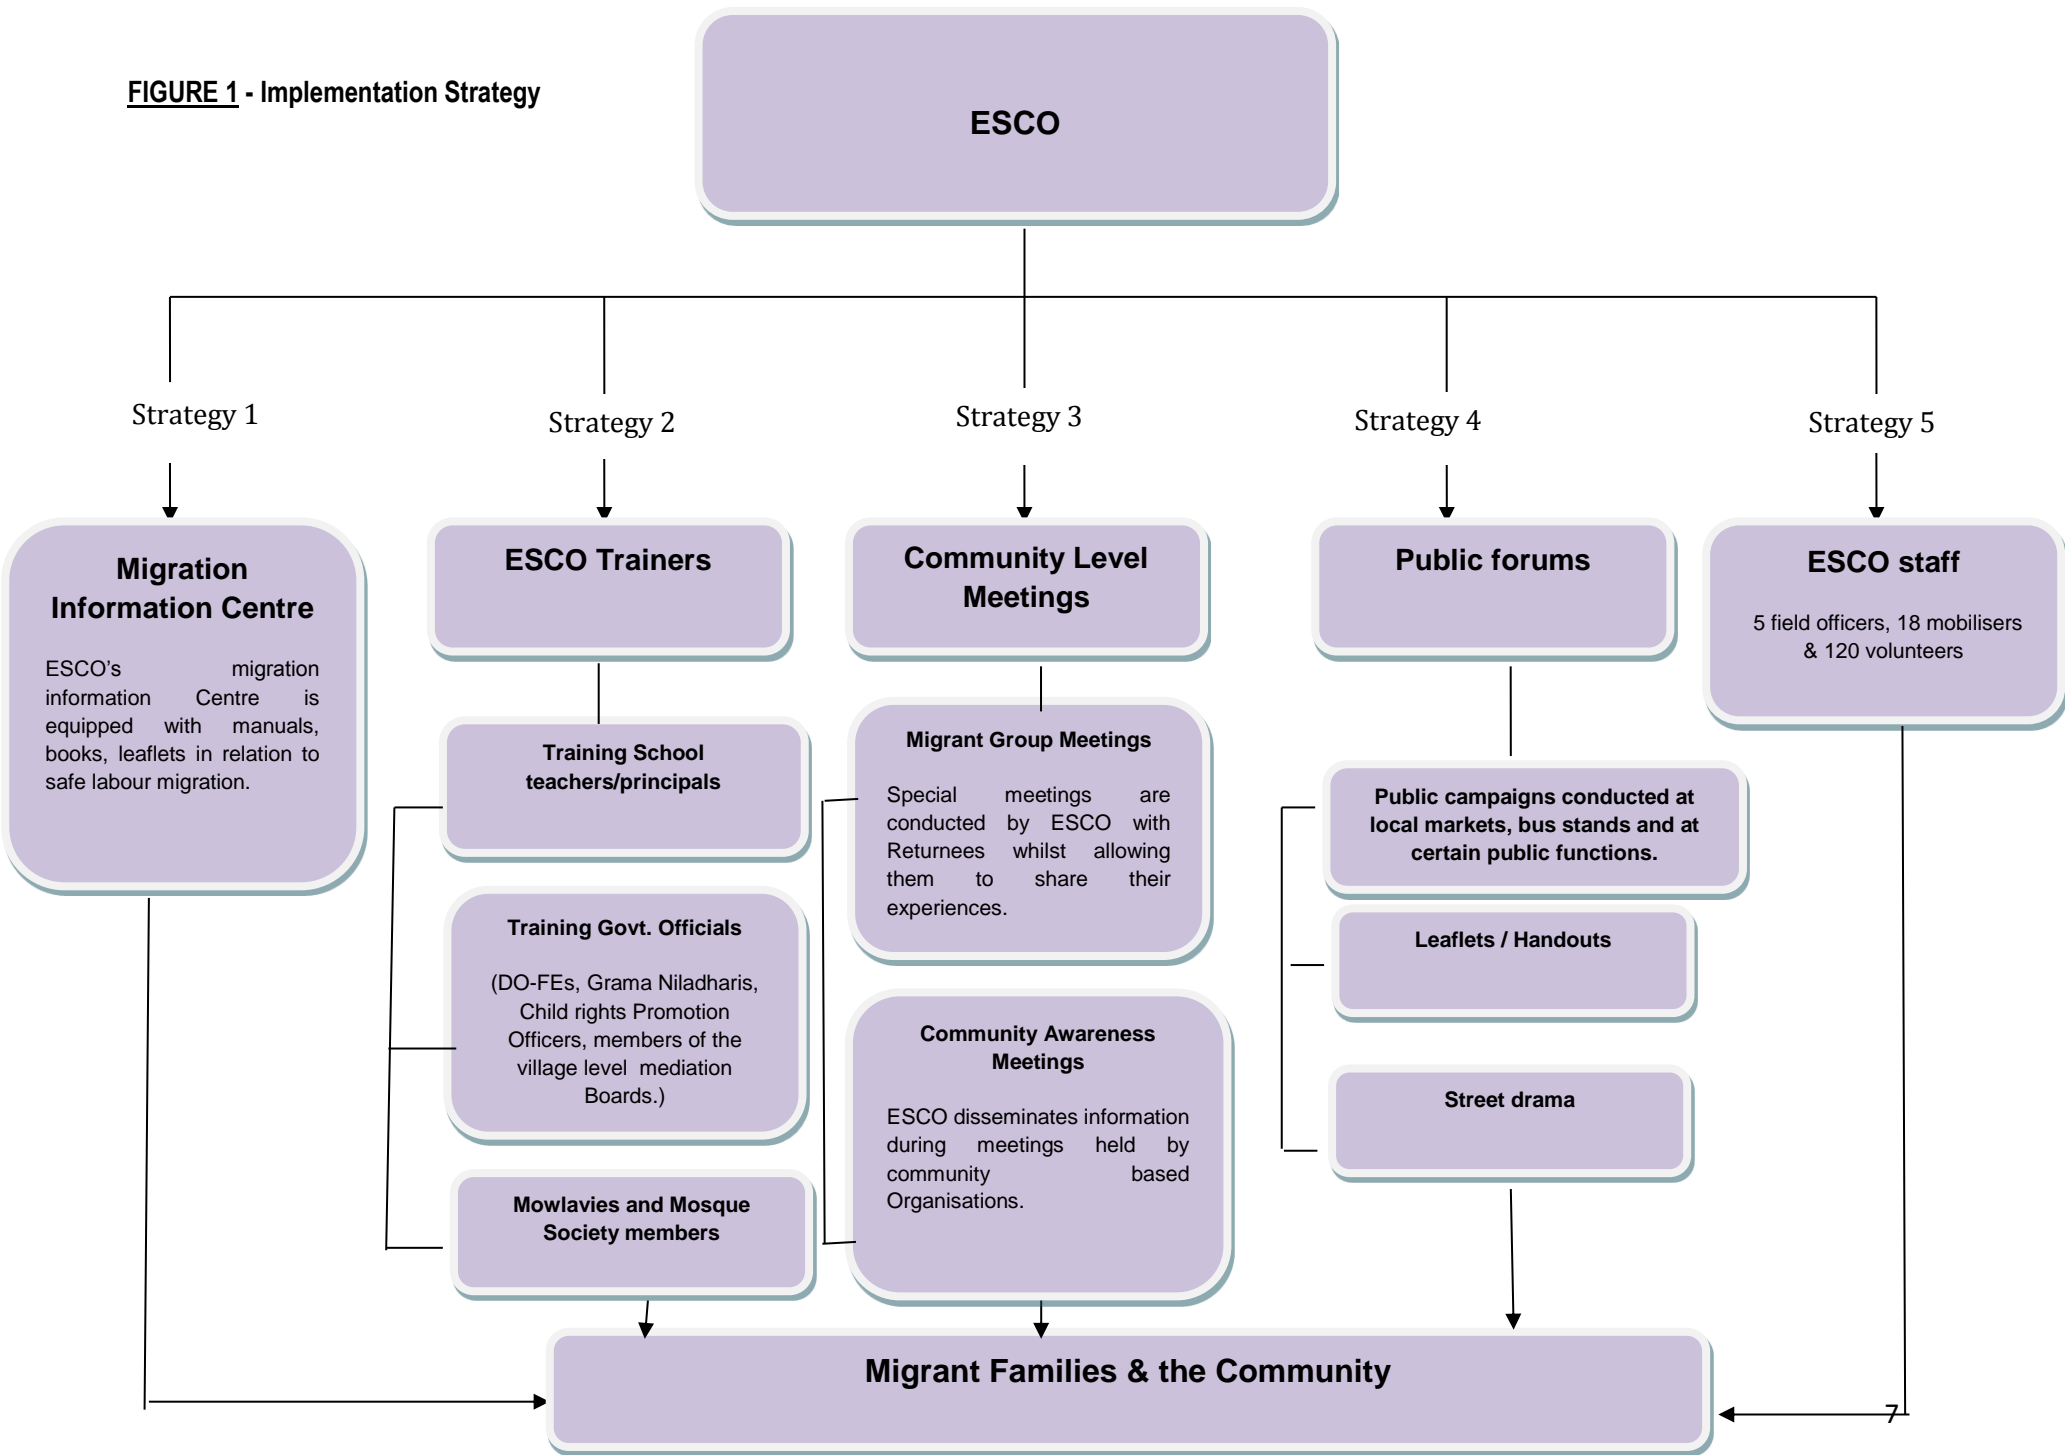 FIGURE 1 - Implementation Strategy
ESCO
Strategy 1
Strategy 2
Strategy 3
Strategy 4
Strategy 5
Migration
Information Centre
ESCO's migration
information Centre is
equipped with manuals,
books, leaflets in relation to
safe labour migration.
ESCO Trainers
Training School
teachers/principals
Training Govt. Officials
(DO-FEs, Grama Niladharis,
Child rights Promotion
Officers, members of the
village level mediation
Boards.)
Mowlavies and Mosque
Society members
Community Level
Meetings
Migrant Group Meetings
Special meetings are
conducted by ESCO with
Returnees whilst allowing
them to share their
experiences.
Community Awareness
Meetings
ESCO disseminates information
during meetings held by
community based
Organisations.
Public forums
Public campaigns conducted at
local markets, bus stands and at
certain public functions.
Leaflets / Handouts
Street drama
ESCO staff
5 field officers, 18 mobilisers
& 120 volunteers
Migrant Families & the Community
7